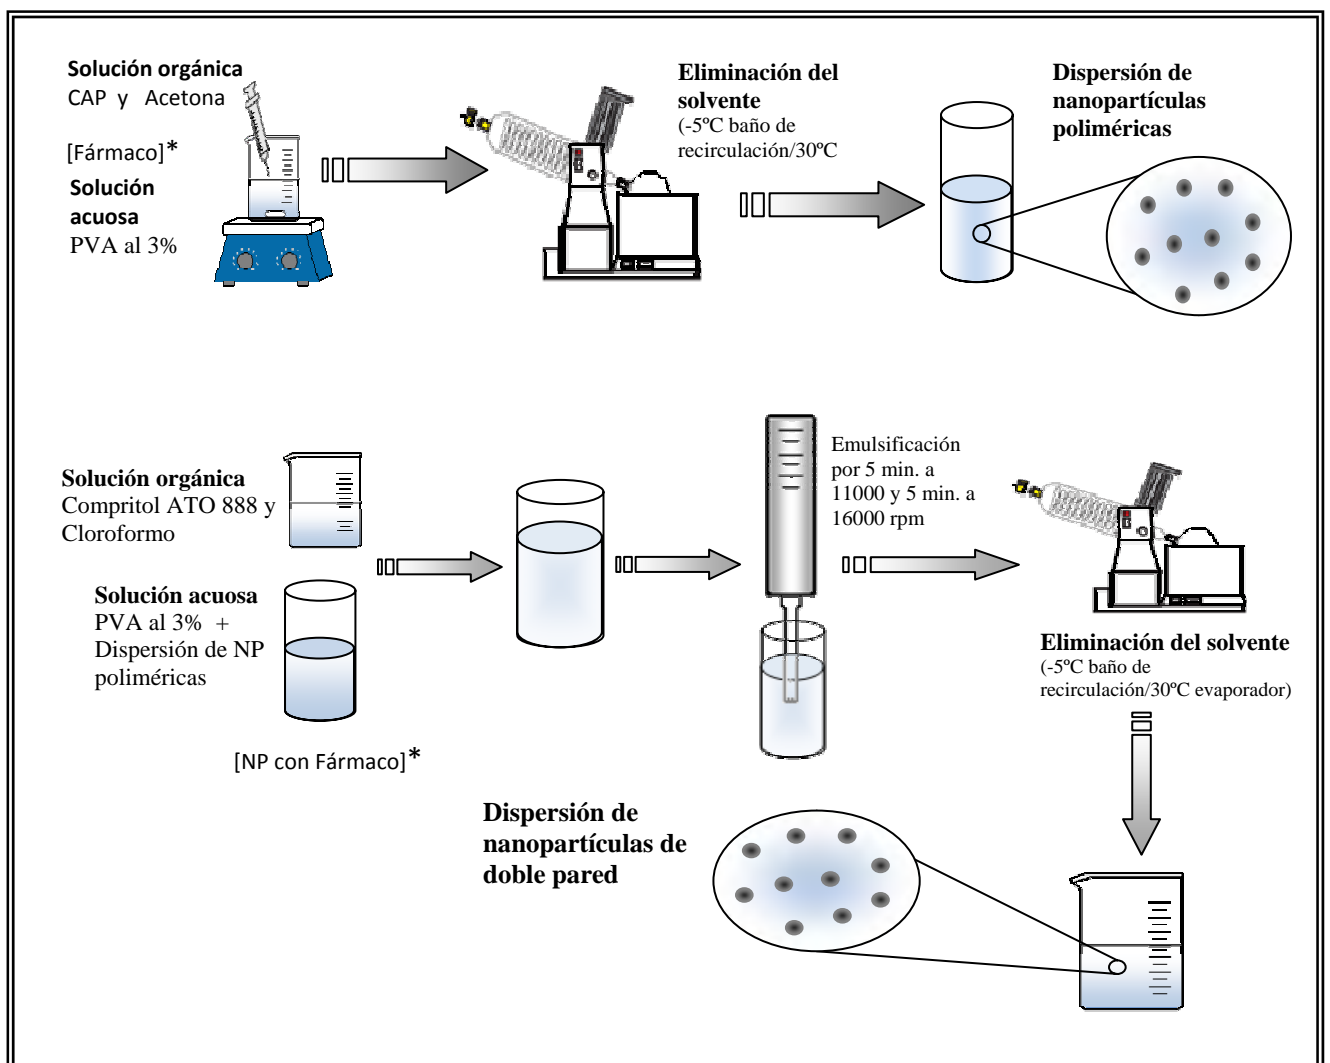 Solución orgánica
CAP y Acetona
[Fármaco]*
Solución
acuosa
PVA al 3%
Eliminación del
solvente
(-5ºC baño de
recirculación/30ºC
Dispersión de
nanopartículas
poliméricas
Solución orgánica
Compritol ATO 888 y
Cloroformo
Solución acuosa
PVA al 3% +
Dispersión de NP
poliméricas
[NP con Fármaco]*
Emulsificación
por 5 min. a
11000 y 5 min. a
16000 rpm
Eliminación del solvente
(-5ºC baño de
recirculación/30ºC evaporador)
Dispersión de
nanopartículas de
doble pared